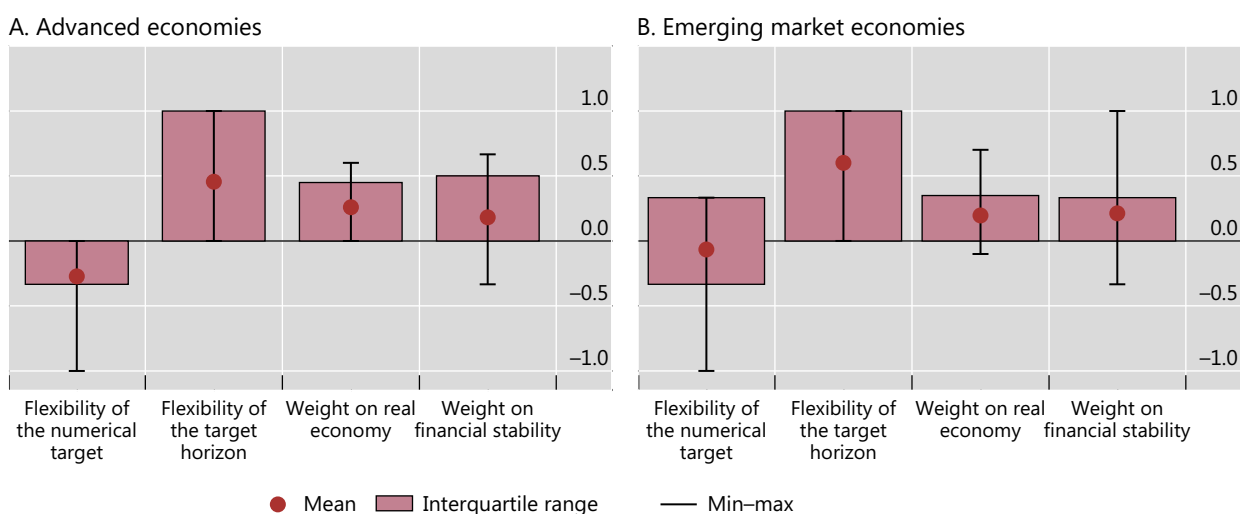 A. Advanced economies
1.0
0.5
0.0
–0.5
–1.0
Flexibility of
the numerical
target
Flexibility of
the target
horizon
Weight on real
economy
Weight on
financial stability
B. Emerging market economies
1.0
0.5
0.0
–0.5
–1.0
Flexibility of
the numerical
target
Flexibility of
the target
horizon
Weight on real
economy
Weight on
financial stability
Mean
Interquartile range
Min–max